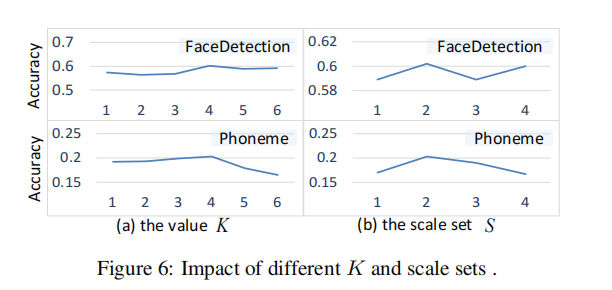 Accuracy
0.7
0.6
0.5
FaceDetection
1 2 3 4 5 6
0.62
0.6
0.58
FaceDetection
1 2 3 4
Accuracy
0.25
0.2
0.15
Phoneme
1 2 3 4 5 6
0.25
0.2
0.15
Phoneme
1 2 3 4
(a) the value K
(b) the scale set S
Figure 6: Impact of different K and scale sets .